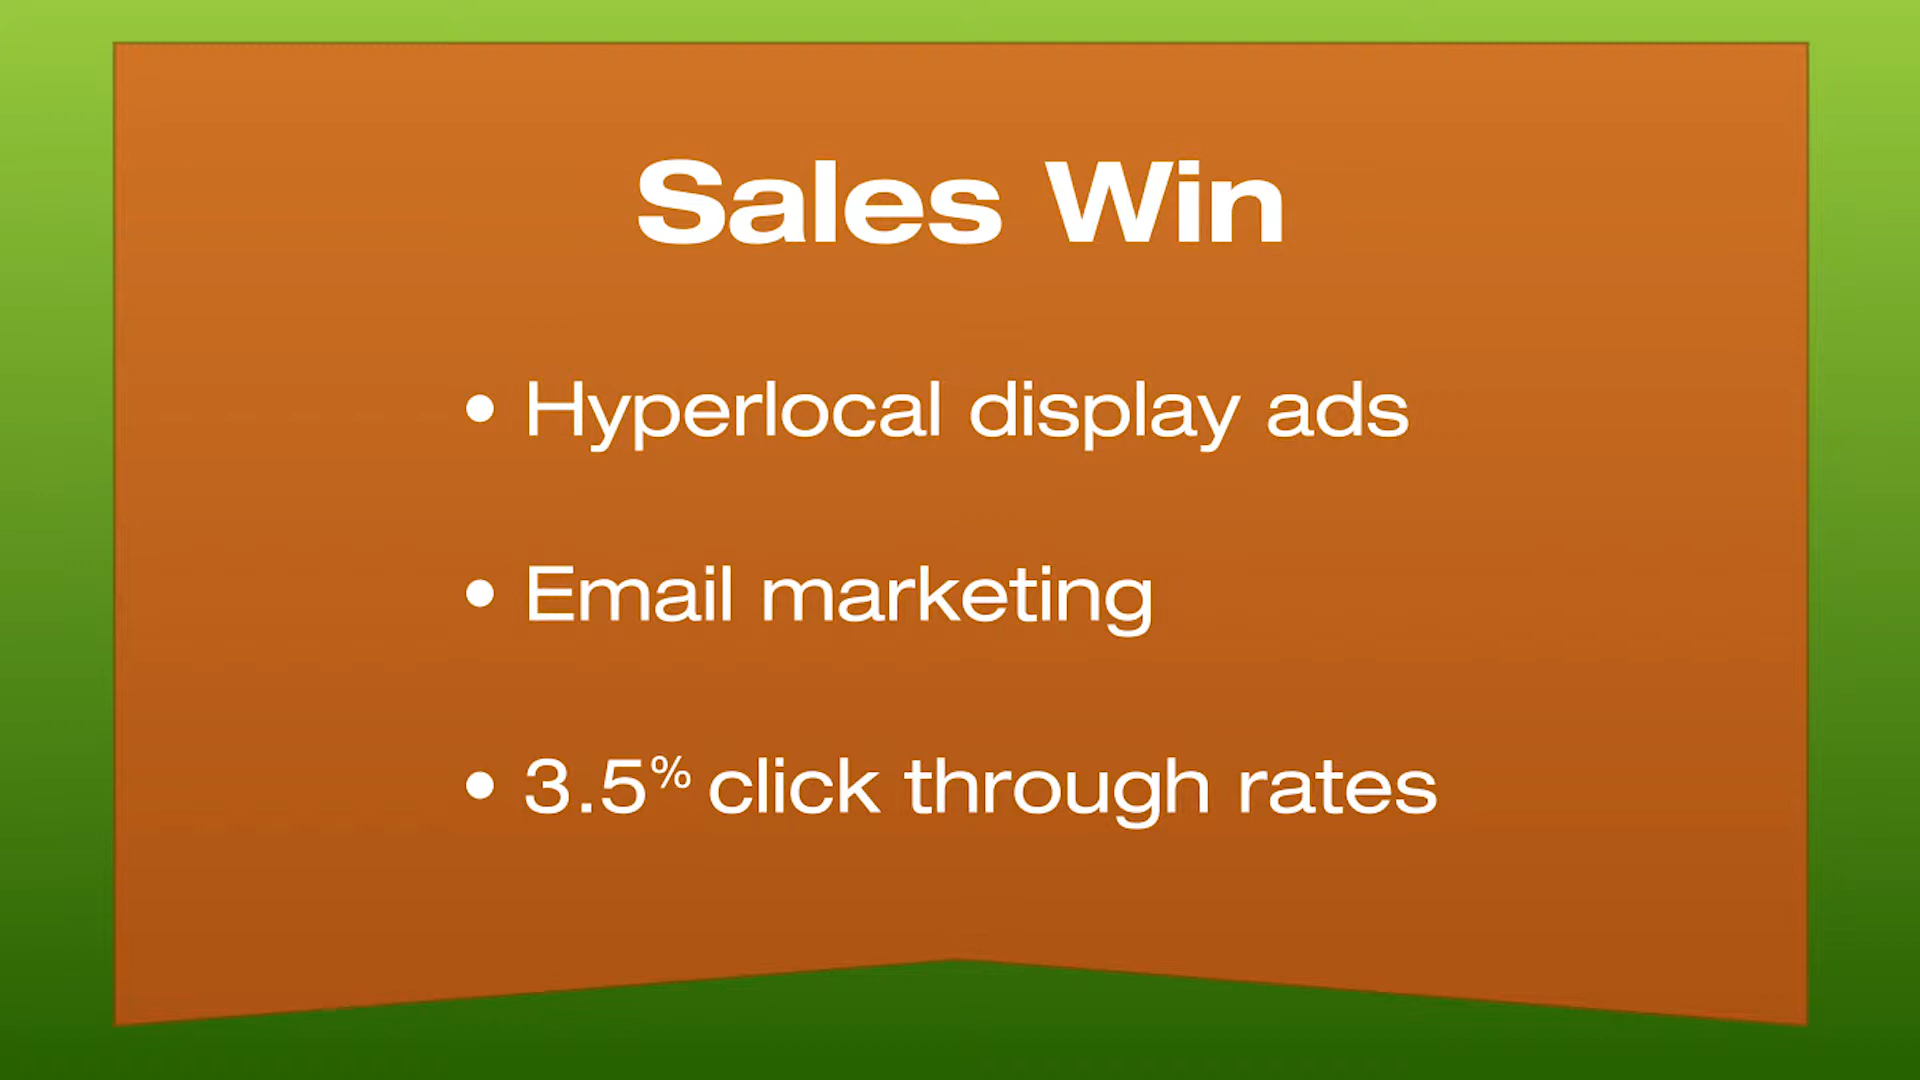 Sales Win
• Hyperlocal display ads
• Email marketing
• 3.5% click through rates